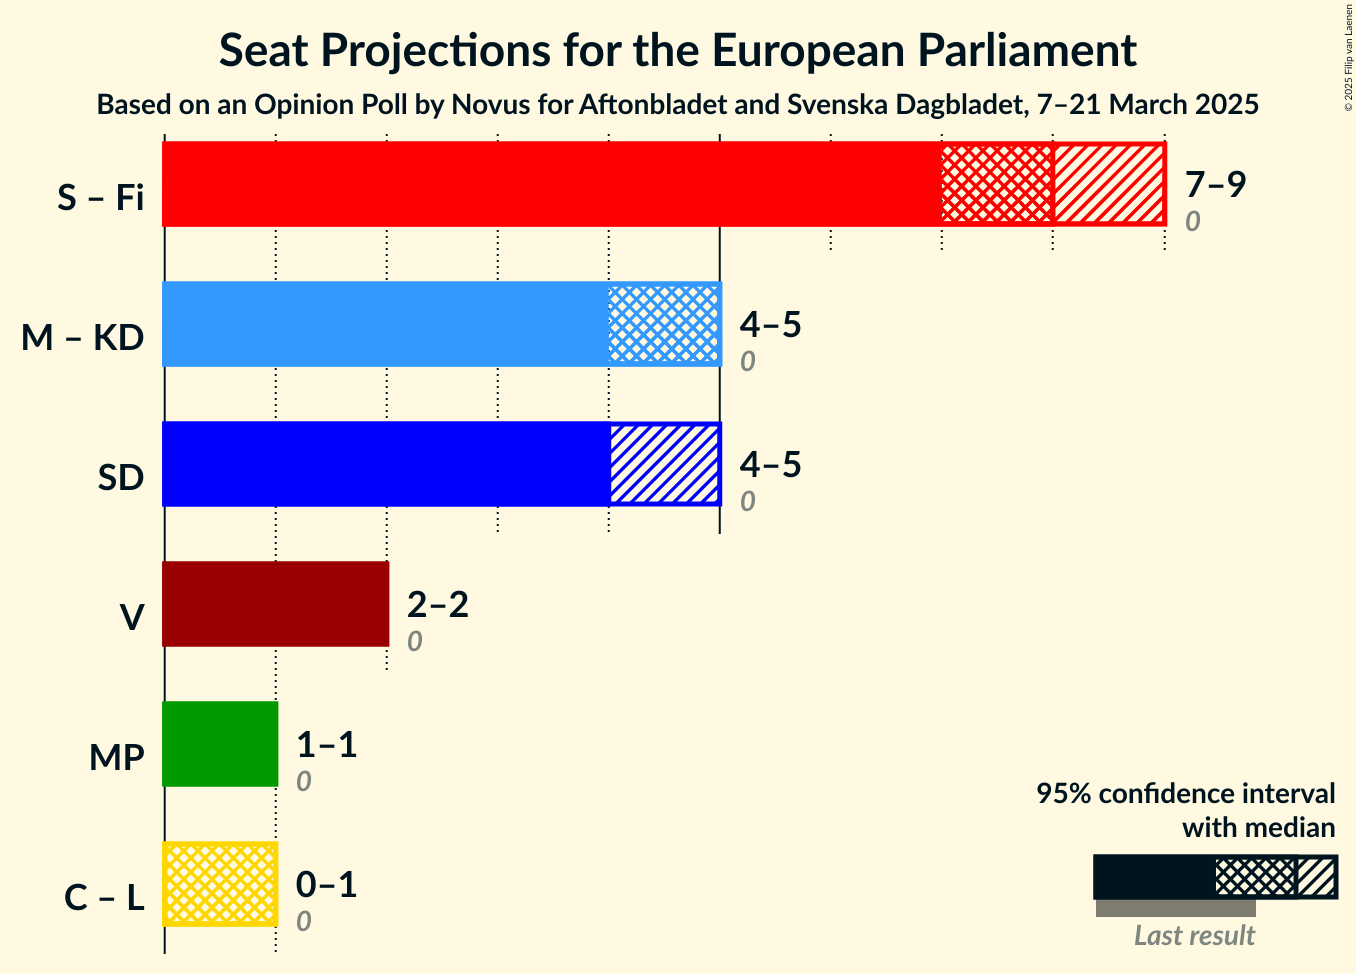 Seat Projections for the European Parliament
Based on an Opinion Poll by Novus for Aftonbladet and Svenska Dagbladet, 7–21 March 2025
© 2025 Filip van Laenen
S – Fi
7–9
0
M – KD
4–5
0
SD
4–5
0
V
2–2
0
MP
1–1
0
C – L
0–1
0
95% confidence interval
with median
Last result